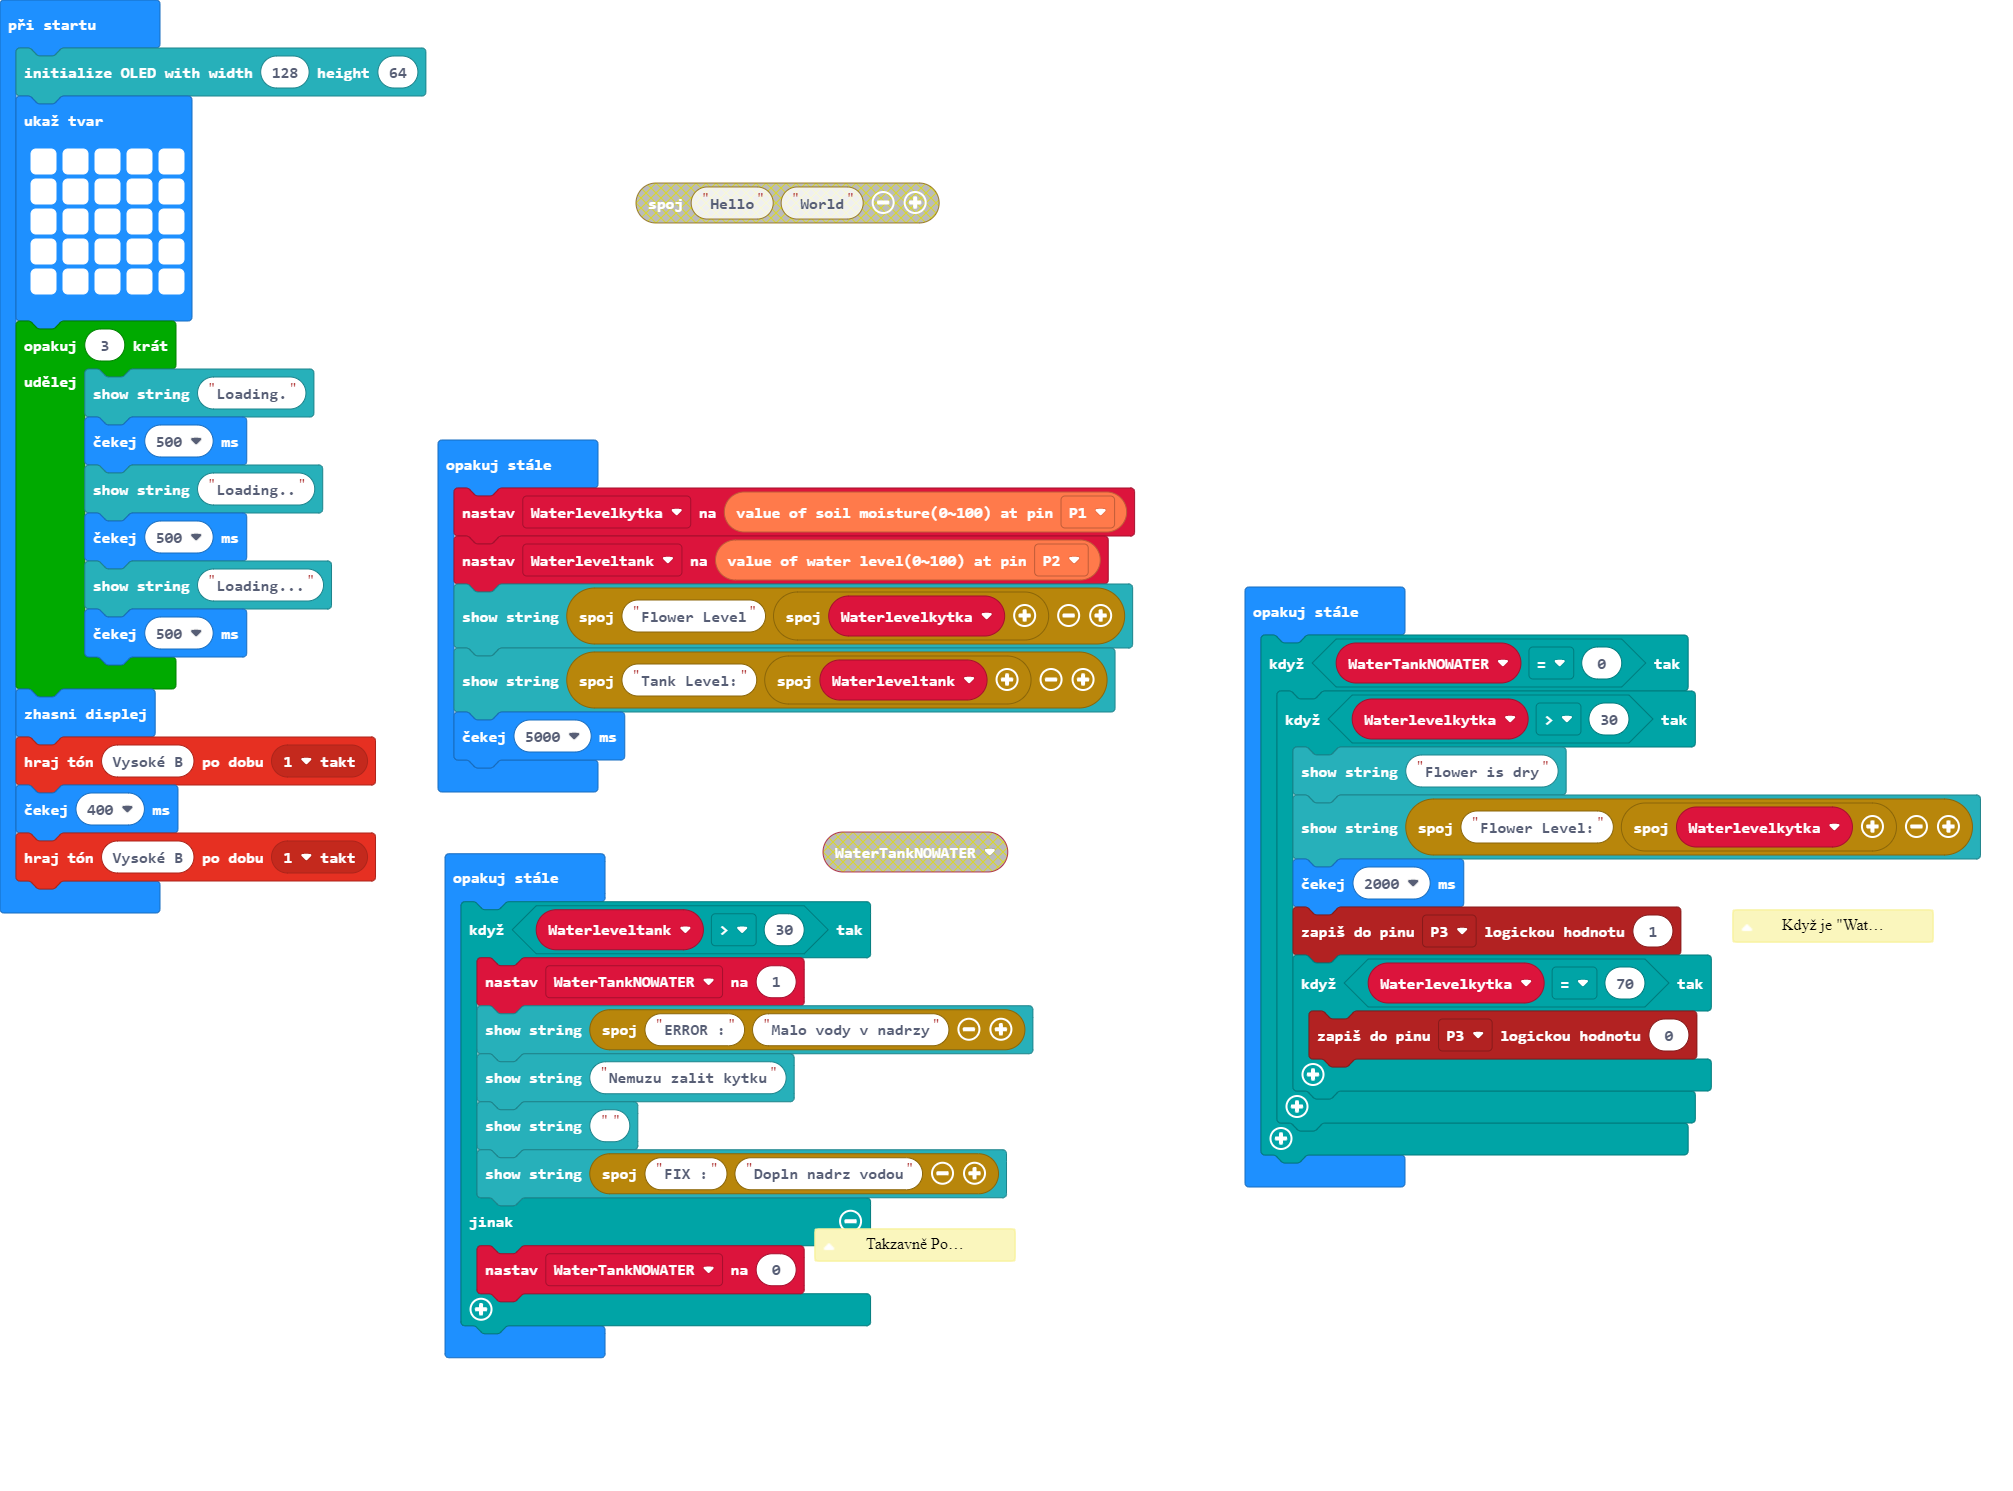 při startu
initialize OLED with width 128 height 64
ukaž tvar
opakuj 3 krát
udělej
show string "Loading."
čekej 500 ms
show string "Loading.."
čekej 500 ms
show string "Loading..."
čekej 500 ms
zhasni displej
hraj tón Vysoké B po dobu 1 takt
čekej 400 ms
hraj tón Vysoké B po dobu 1 takt
spoj "Hello" "World"
opakuj stále
nastav Waterlevelkytka na value of soil moisture(0~100) at pin P1
nastav Waterleveltank na value of water level(0~100) at pin P2
show string spoj "Flower Level" spoj Waterlevelkytka
show string spoj "Tank Level:" spoj Waterleveltank
čekej 5000 ms
WaterTankNOWATER
opakuj stále
když Waterleveltank > 30 tak
nastav WaterTankNOWATER na 1
show string spoj "ERROR :" "Malo vody v nadrzy"
show string "Nemuzu zalit kytku"
show string " "
show string spoj "FIX :" "Dopln nadrz vodou"
jinak
Takzavně Po…
nastav WaterTankNOWATER na 0
opakuj stále
když WaterTankNOWATER = 0 tak
když Waterlevelkytka > 30 tak
show string "Flower is dry"
show string spoj "Flower Level:" spoj Waterlevelkytka
čekej 2000 ms
zapiš do pinu P3 logickou hodnotu 1
Když je "Wat…
když Waterlevelkytka = 70 tak
zapiš do pinu P3 logickou hodnotu 0